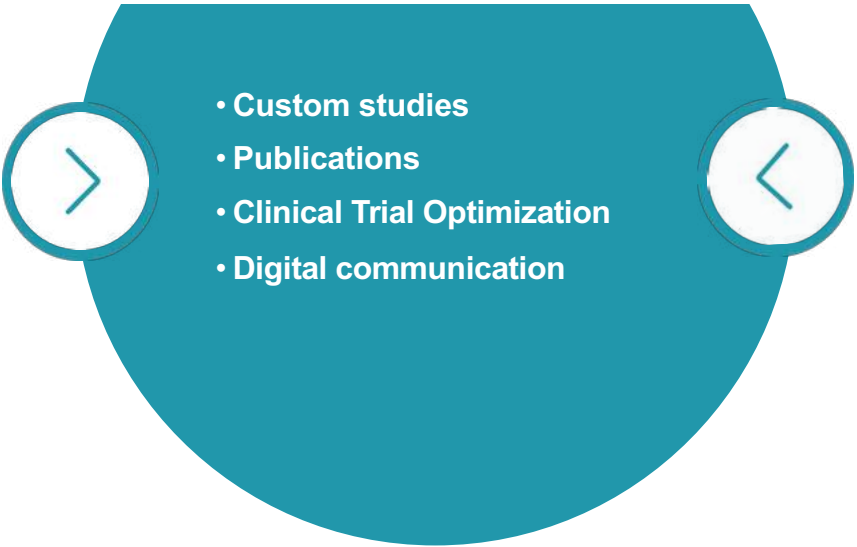 • Custom studies
• Publications
• Clinical Trial Optimization
• Digital communication